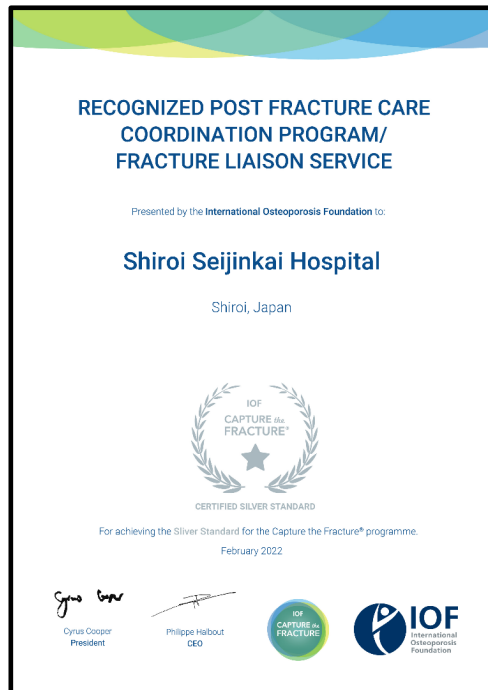 RECOGNIZED POST FRACTURE CARE
COORDINATION PROGRAM/
FRACTURE LIAISON SERVICE
Presented by the International Osteoporosis Foundation to:
Shiroi Seijinkai Hospital
Shiroi, Japan
IOF
CAPTURE the
FRACTURE®
CERTIFIED SILVER STANDARD
For achieving the Sliver Standard for the Capture the Fracture® programme.
February 2022
Cyrus Cooper
Cyrus Cooper
President
Philippe Halbout
CEO
IOF
CAPTURE the
FRACTURE
IOF
International
Osteoporosis
Foundation